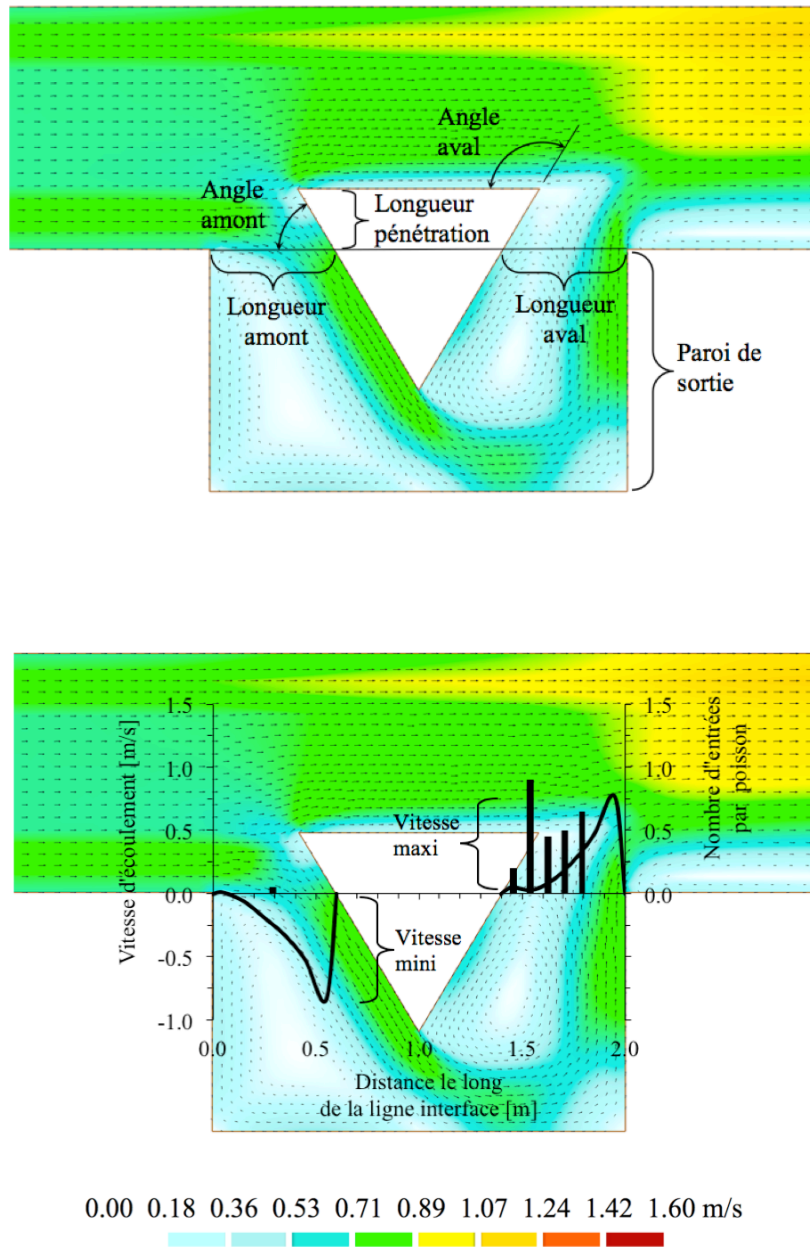 Angle
aval
Angle
amont
Longueur
pénétration
Longueur
amont
Longueur
aval
Paroi de
sortie
1.5
1.0
0.5
0.0
-0.5
-1.0
Vitesse d'écoulement [m/s]
Vitesse
maxi
Vitesse
mini
1.5
1.0
0.5
0.0
Nombre d"entrées
par poisson
0.0 0.5 1.0 1.5 2.0
Distance le long
de la ligne interface [m]
0.00 0.18 0.36 0.53 0.71 0.89 1.07 1.24 1.42 1.60 m/s